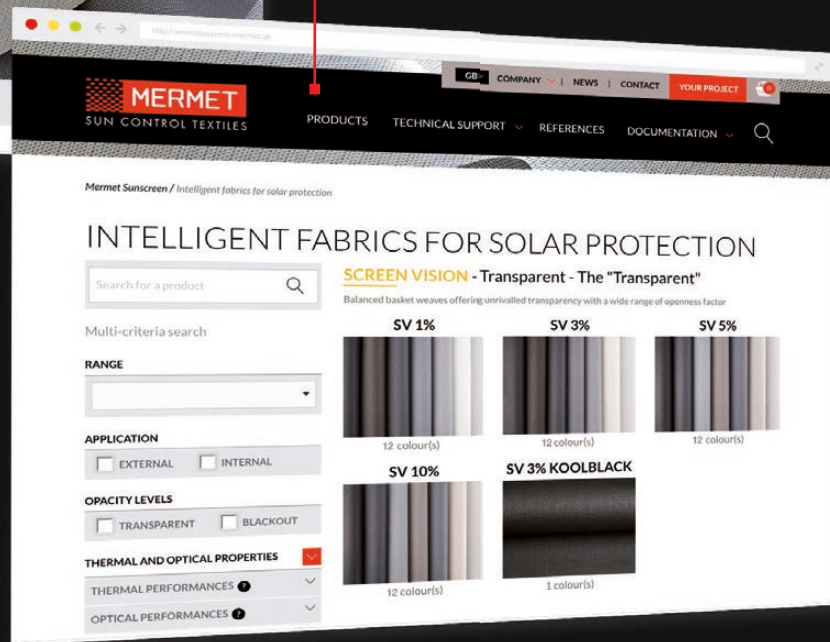 GB
COMPANY | NEWS | CONTACT
YOUR PROJECT
0
MERMET
SUN CONTROL TEXTILES
PRODUCTS
TECHNICAL SUPPORT
REFERENCES
DOCUMENTATION
Mermet Sunscreen / Intelligent fabrics for solar protection
INTELLIGENT FABRICS FOR SOLAR PROTECTION
Search for a product
Multi-criteria search
RANGE
APPLICATION
EXTERNAL
INTERNAL
OPACITY LEVELS
TRANSPARENT
BLACKOUT
THERMAL AND OPTICAL PROPERTIES
THERMAL PERFORMANCES ?
OPTICAL PERFORMANCES ?
SCREEN VISION - Transparent - The "Transparent"
Balanced basket weaves offering unrivalled transparency with a wide range of openness factor
SV 1%
12 colour(s)
SV 3%
12 colour(s)
SV 5%
12 colour(s)
SV 10%
12 colour(s)
SV 3% KOOLBLACK
1 colour(s)